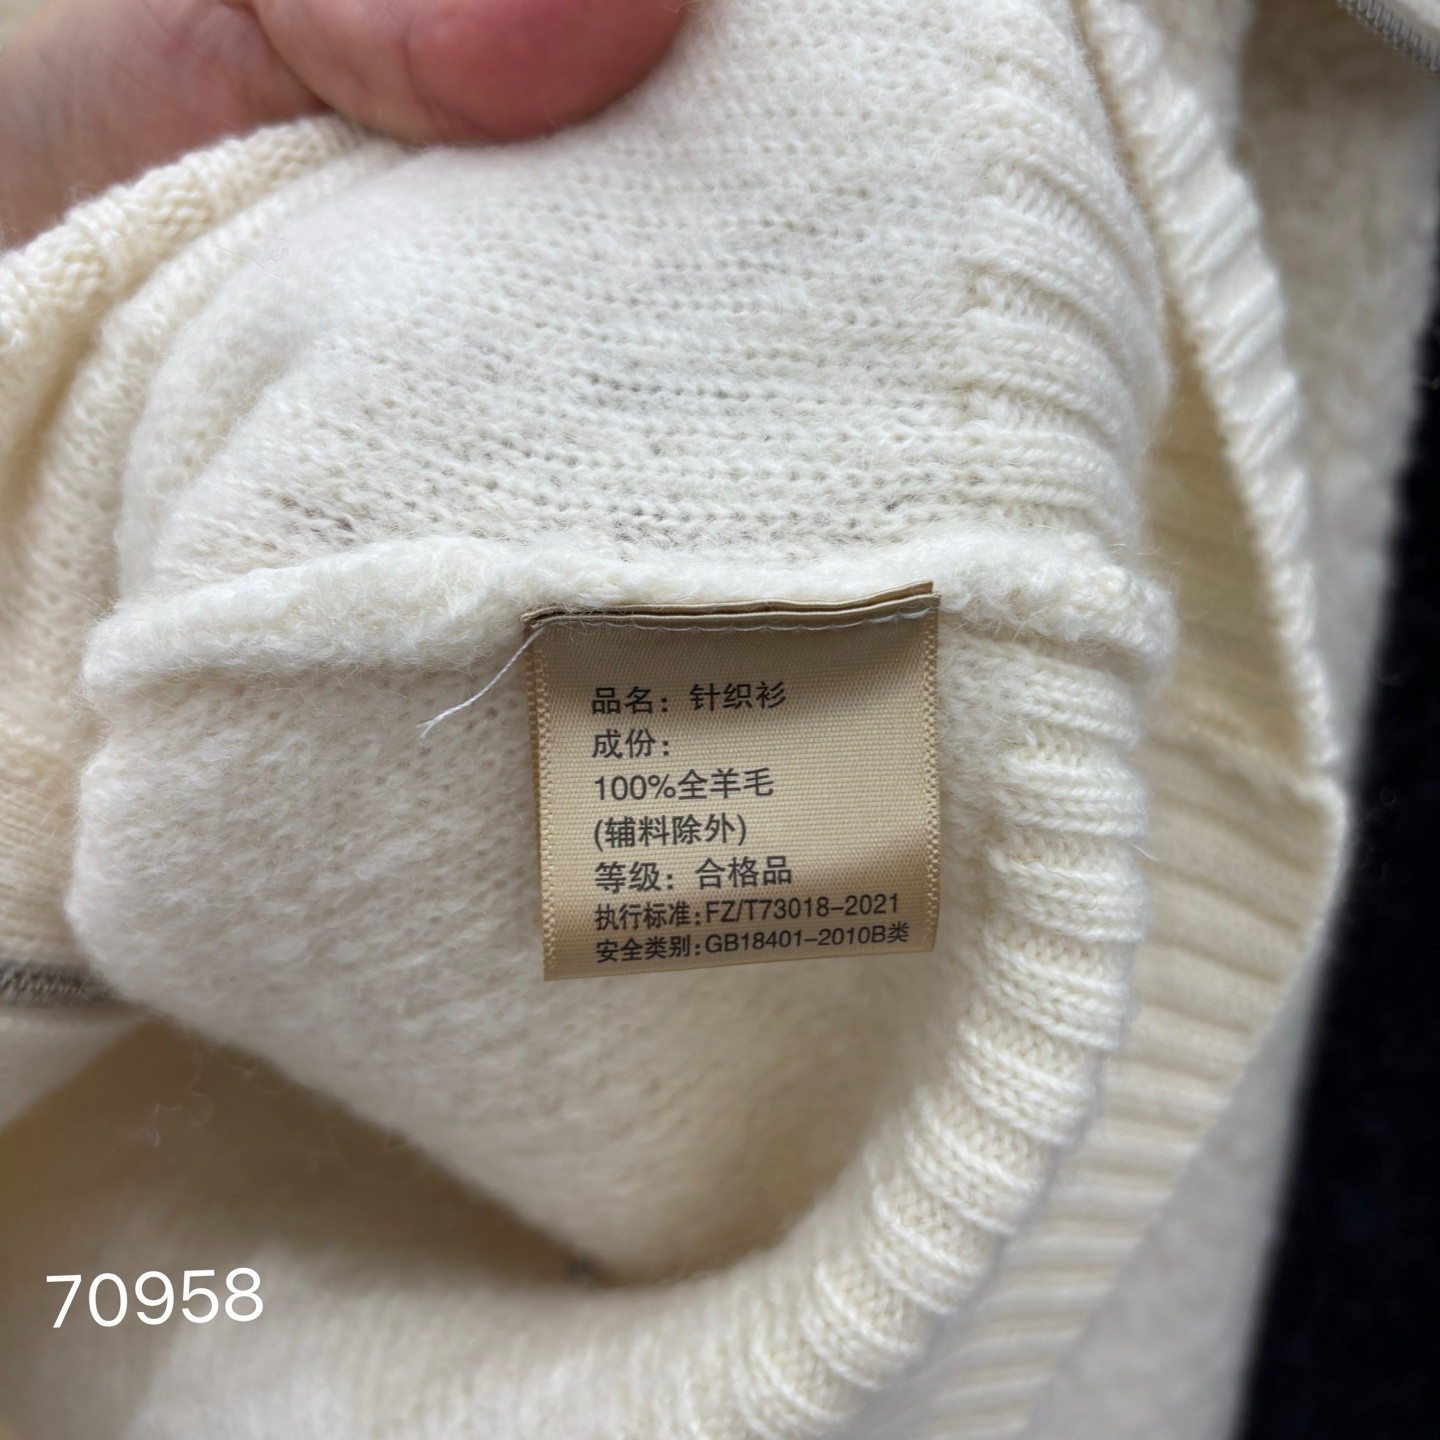 品名：针织衫
成份：
100%全羊毛
(辅料除外)
等级：合格品
执行标准:FZ/T73018-2021
安全类别:GB18401-2010B类
70958